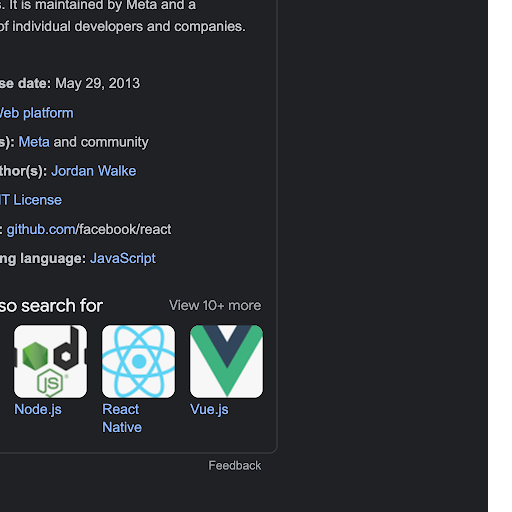 . It is maintained by Meta and a
of individual developers and companies.
se date: May 29, 2013
Web platform
s): Meta and community
thor(s): Jordan Walke
IT License
: github.com/facebook/react
ng language: JavaScript
so search for
View 10+ more
JS
Node.js
React
Native
Vue.js
Feedback